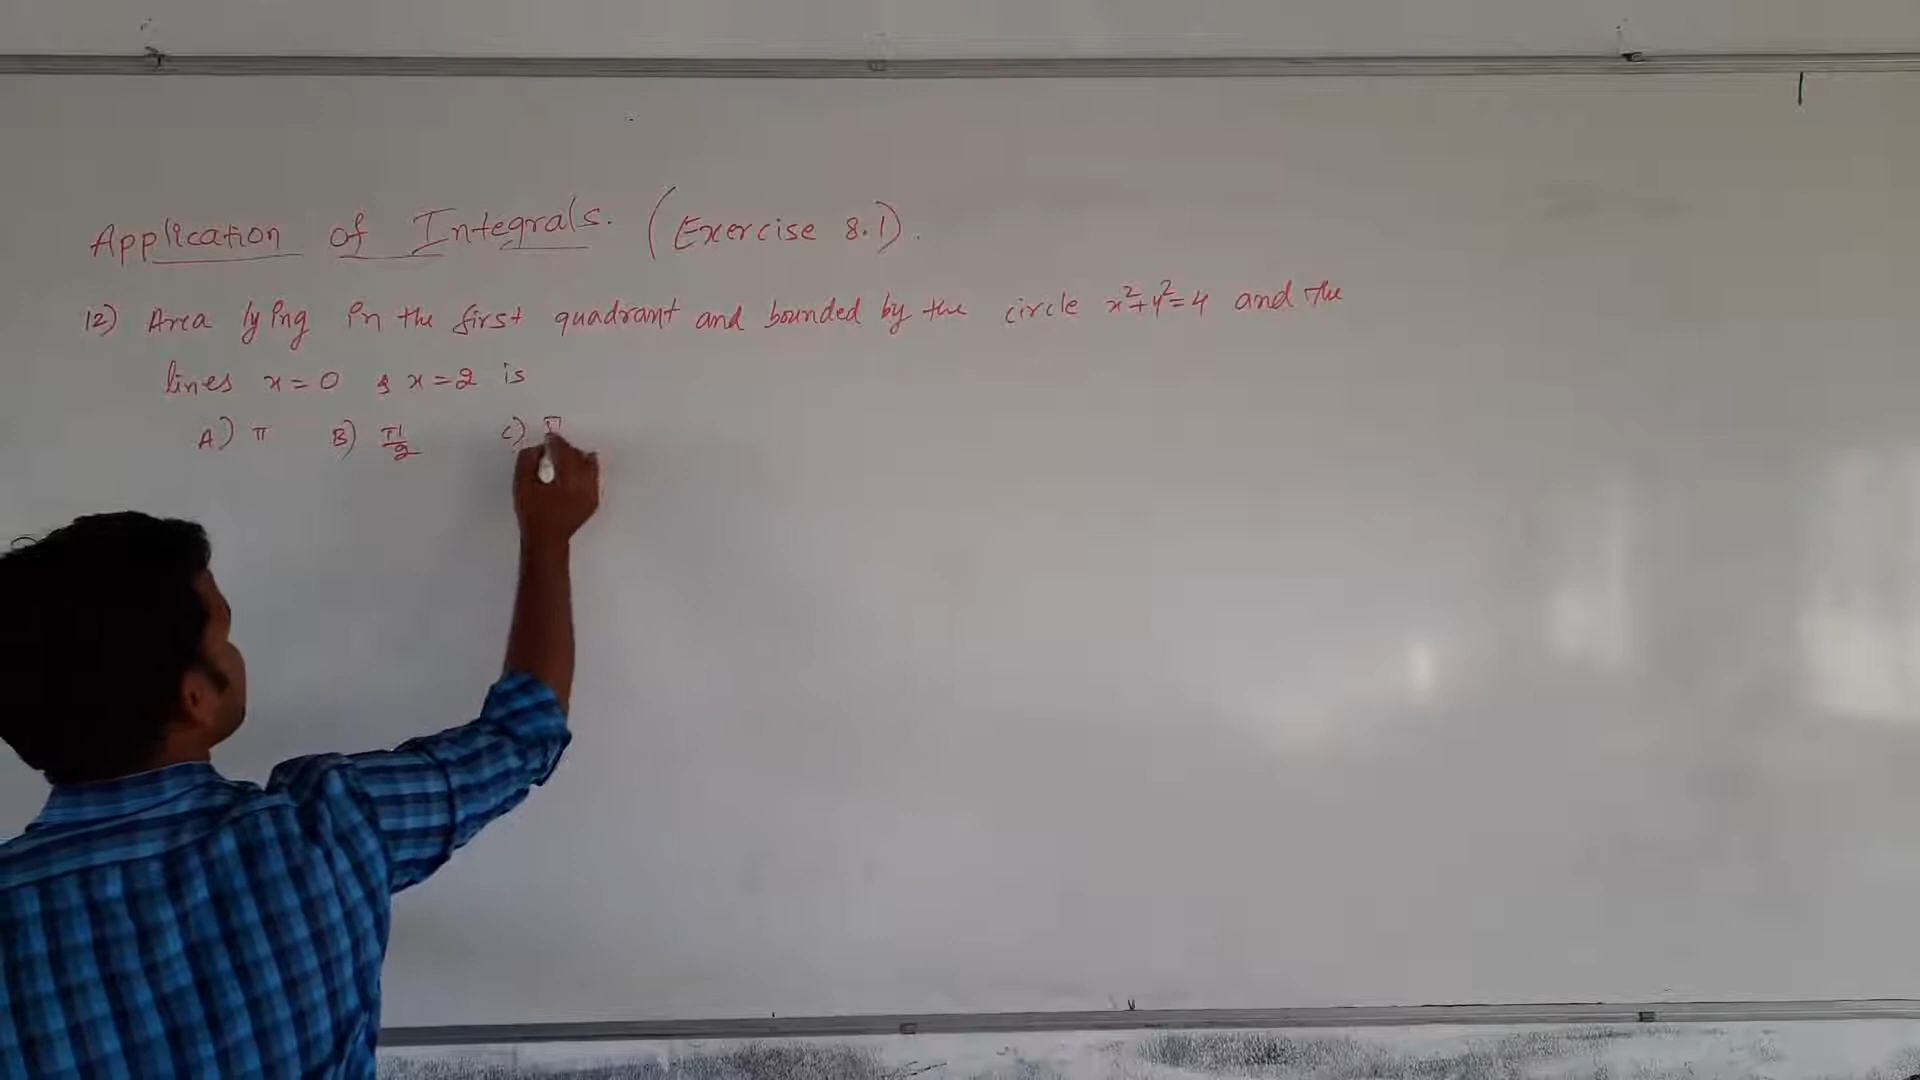 Application of Integrals. (Exercise 8.1).
12) Area lying in the first quadrant and bounded by the circle x²+y²=4 and the
lines x=0 & x=2 is
A) π B) π/2 C) π